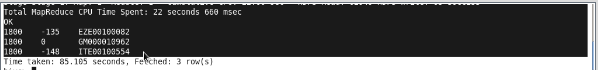 Total MapReduce CPU Time Spent: 22 seconds 660 msec
OK
1800 -135 EZE00100082
1800 0 GM000010962
1800 -148 ITE00100554
Time taken: 85.105 seconds, Fetched: 3 row(s)